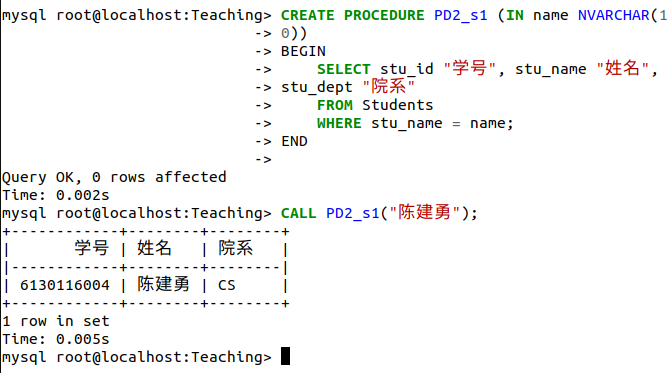 mysql root@localhost:Teaching> CREATE PROCEDURE PD2_s1 (IN name NVARCHAR(1
-> 0))
-> BEGIN
->     SELECT stu_id "学号", stu_name "姓名",
-> stu_dept "院系"
->     FROM Students
->     WHERE stu_name = name;
-> END
->
Query OK, 0 rows affected
Time: 0.002s
mysql root@localhost:Teaching> CALL PD2_s1("陈建勇");
+------------+--------+--------+
|       学号 | 姓名   | 院系   |
|------------+--------+--------|
| 6130116004 | 陈建勇 | CS     |
+------------+--------+--------+
1 row in set
Time: 0.005s
mysql root@localhost:Teaching>